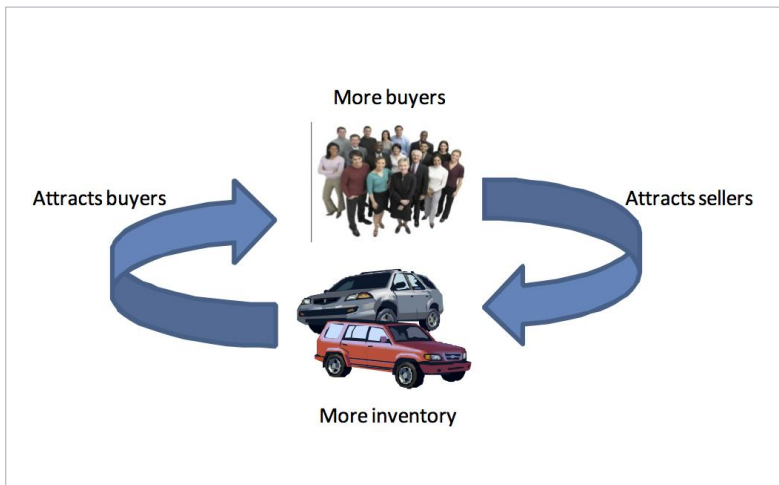 More buyers
Attracts buyers
Attracts sellers
More inventory